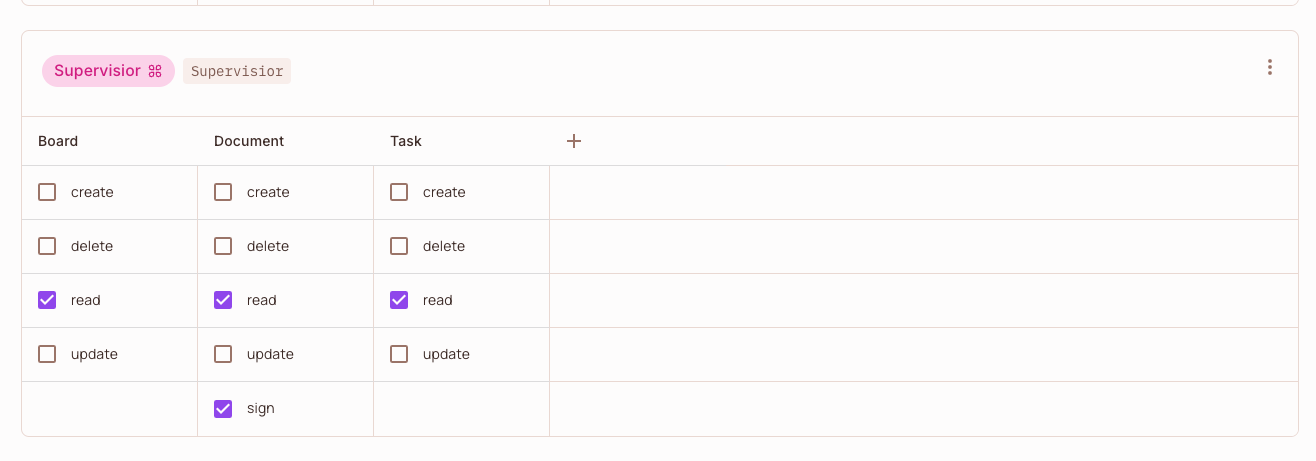 Supervisior Supervisior
Board Document Task
create create create
delete delete delete
read read read
update update update
sign